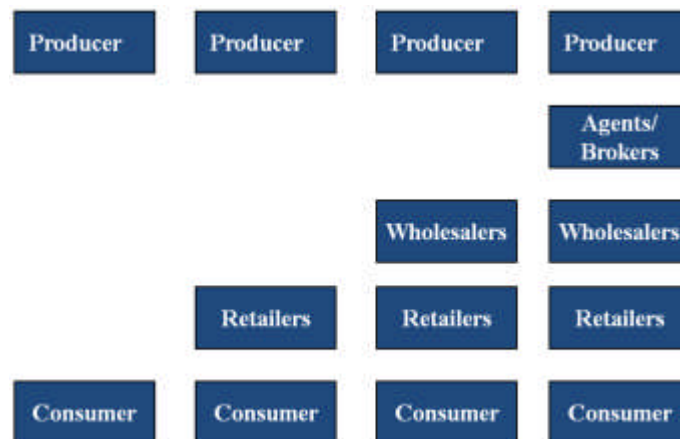 Producer Producer Producer Producer
Agents/
Brokers
Wholesalers Wholesalers
Retailers Retailers Retailers
Consumer Consumer Consumer Consumer